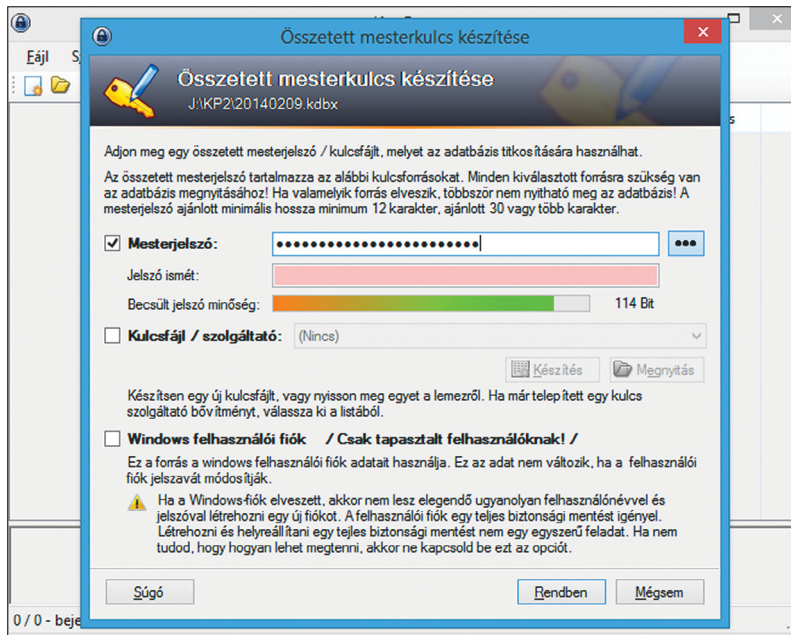 Összetett mesterkulcs készítése
Fájl
Összetett mesterkulcs készítése
J:\KP2\20140209.kdbx
Adjon meg egy összetett mesterjelszó / kulcsfájlt, melyet az adatbázis titkosítására használhat.
Az összetett mesterjelszó tartalmazza az alábbi kulcsforrásokat. Minden kiválasztott forrásra szükség van
az adatbázis megnyitásához! Ha valamelyik forrás elveszik, többször nem nyitható meg az adatbázis! A
mesterjelszó ajánlott minimális hossza minimum 12 karakter, ajánlott 30 vagy több karakter.
Mesterjelszó:
Jelszó ismét:
Becsült jelszó minőség: 114 Bit
Kulcsfájl / szolgáltató: (Nincs)
Készítés Megnyitás
Készítsen egy új kulcsfájlt, vagy nyisson meg egyet a lemezről. Ha már telepített egy kulcs
szolgáltató bővítményt, válassza ki a listából.
Windows felhasználói fiók / Csak tapasztalt felhasználóknak! /
Ez a forrás a windows felhasználói fiók adatait használja. Ez az adat nem változik, ha a felhasználói
fiók jelszavát módosítják.
Ha a Windows-fiók elveszett, akkor nem lesz elegendő ugyanolyan felhasználónévvel és
jelszóval létrehozni egy új fiókot. A felhasználói fiók egy teljes biztonsági mentést igényel.
Létrehozni és helyreállítani egy tejles biztonsági mentést nem egy egyszerű feladat. Ha nem
tudod, hogy hogyan lehet megtenni, akkor ne kapcsold be ezt az opciót.
Súgó Rendben Mégsem
0 / 0 - beje